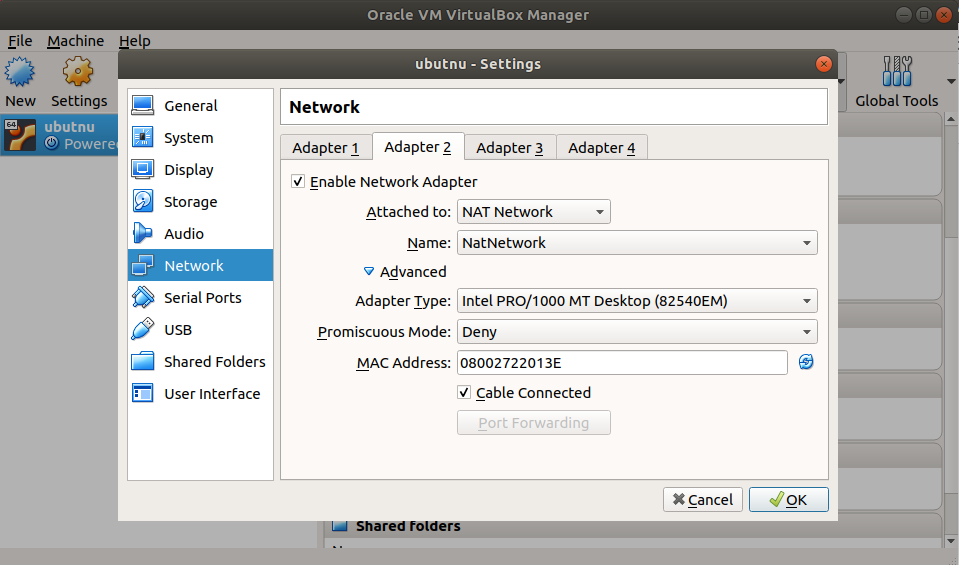 Oracle VM VirtualBox Manager
File Machine Help
ubutnu - Settings
New Settings
Global Tools
64
ubutnu
Powere
General
System
Display
Storage
Audio
Network
Serial Ports
USB
Shared Folders
User Interface
Network
Adapter 1 Adapter 2 Adapter 3 Adapter 4
Enable Network Adapter
Attached to: NAT Network
Name: NatNetwork
Advanced
Adapter Type: Intel PRO/1000 MT Desktop (82540EM)
Promiscuous Mode: Deny
MAC Address: 08002722013E
Cable Connected
Port Forwarding
Cancel OK
Shared folders